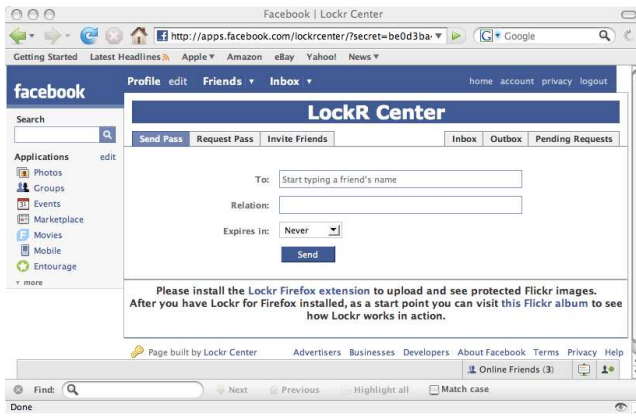 Facebook | LockR Center
http://apps.facebook.com/lockrcenter/?secret=be0d3ba
G Google
Getting Started Latest Headlines Apple Amazon eBay Yahoo! News
facebook
Profile edit Friends Inbox home account privacy logout
Search
LockR Center
Send Pass Request Pass Invite Friends Inbox Outbox Pending Requests
Applications edit
Photos
Groups
31 Events
Marketplace
Movies
Mobile
Entourage
more
To: Start typing a friend's name
Relation:
Expires in: Never
Send
Please install the Lockr Firefox extension to upload and see protected Flickr images.
After you have Lockr for Firefox installed, as a start point you can visit this Flickr album to see
how Lockr works in action.
Page built by Lockr Center Advertisers Businesses Developers About Facebook Terms Privacy Help
Online Friends (3) 1
Find: Next Previous Highlight all Match case
Done